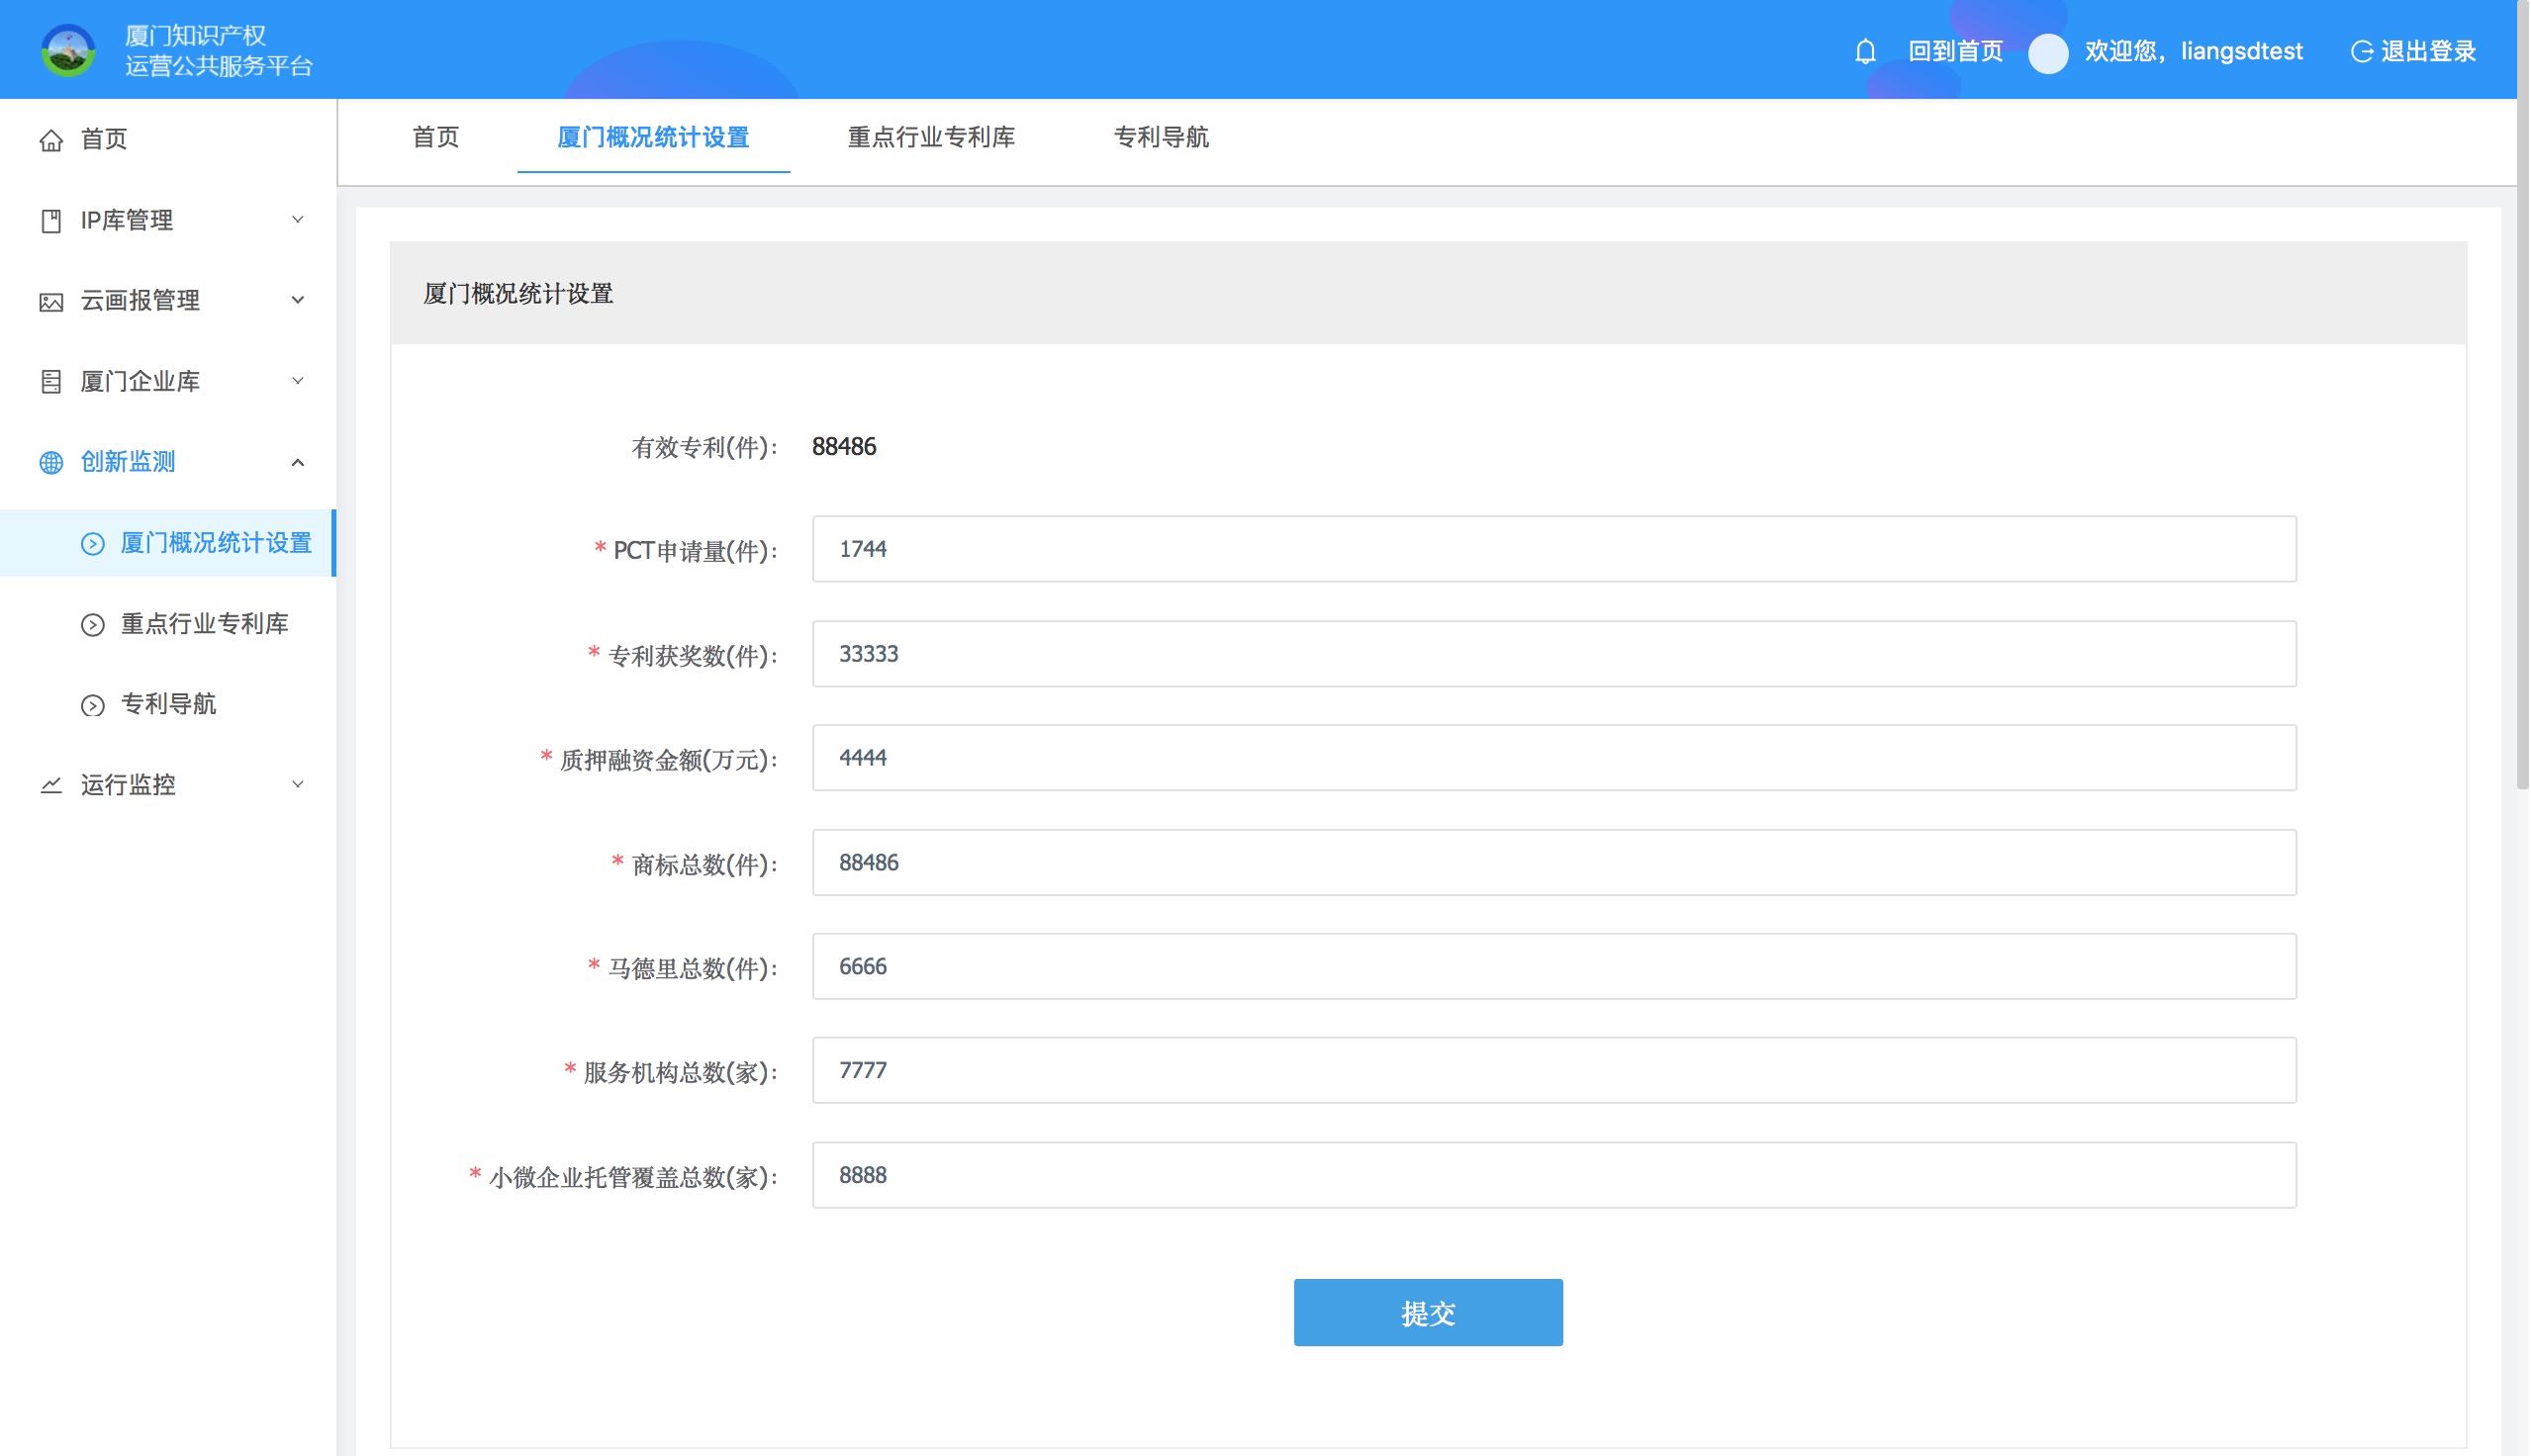 厦门知识产权
运营公共服务平台
回到首页
欢迎您，liangsdtest
退出登录
首页
IP库管理
云画报管理
厦门企业库
创新监测
厦门概况统计设置
重点行业专利库
专利导航
运行监控
首页 厦门概况统计设置 重点行业专利库 专利导航
厦门概况统计设置
有效专利(件)： 88486
* PCT申请量(件)： 1744
* 专利获奖数(件)： 33333
* 质押融资金额(万元)： 4444
* 商标总数(件)： 88486
* 马德里总数(件)： 6666
* 服务机构总数(家)： 7777
* 小微企业托管覆盖总数(家)： 8888
提交